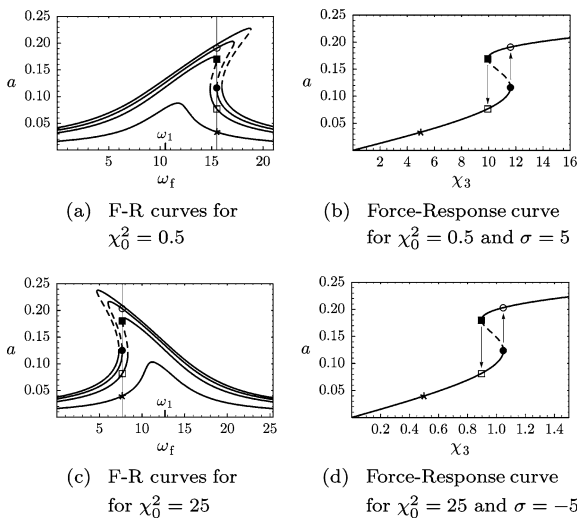 0.25
0.20
a 0.15
0.10
0.05
ω₁
0 5 10 15 20
ω_f
(a) F-R curves for
χ₀² = 0.5
0.25
0.20
a 0.15
0.10
0.05
0 2 4 6 8 10 12 14 16
χ₃
(b) Force-Response curve
for χ₀² = 0.5 and σ = 5
0.25
0.20
a 0.15
0.10
0.05
ω₁
0 5 10 15 20 25
ω_f
(c) F-R curves for
for χ₀² = 25
0.25
0.20
a 0.15
0.10
0.05
0.2 0.4 0.6 0.8 1.0 1.2 1.4
χ₃
(d) Force-Response curve
for χ₀² = 25 and σ = −5